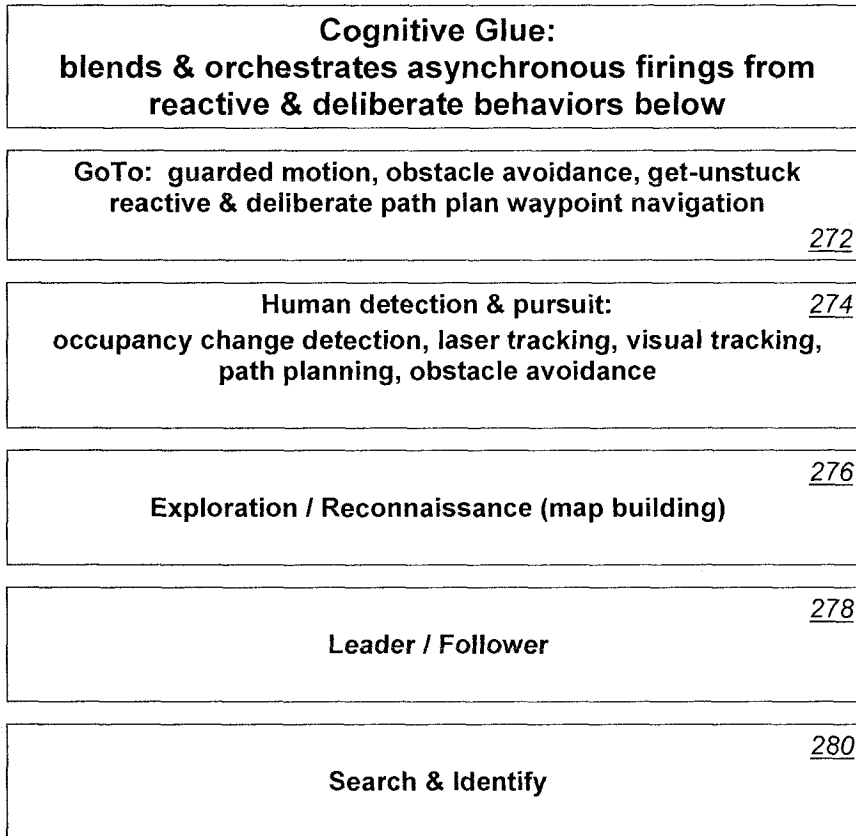 Cognitive Glue:
blends & orchestrates asynchronous firings from
reactive & deliberate behaviors below
GoTo: guarded motion, obstacle avoidance, get-unstuck
reactive & deliberate path plan waypoint navigation
272
Human detection & pursuit:
274
occupancy change detection, laser tracking, visual tracking,
path planning, obstacle avoidance
276
Exploration / Reconnaissance (map building)
278
Leader / Follower
280
Search & Identify